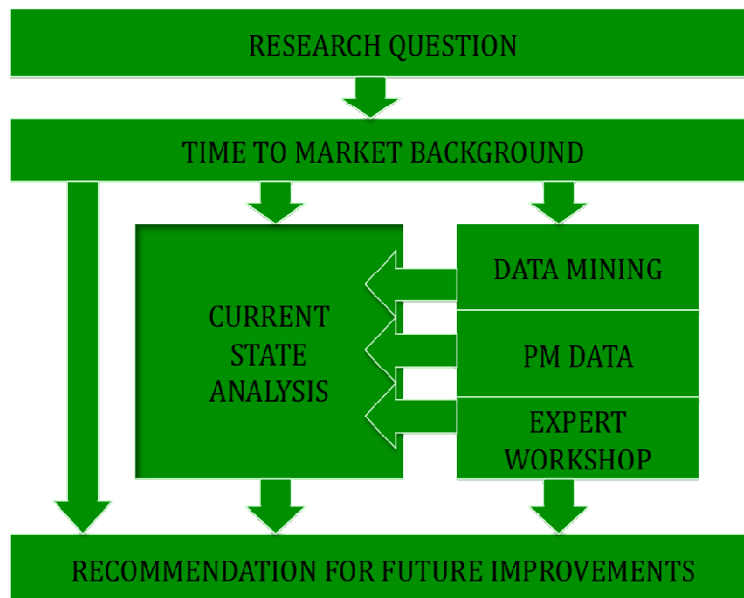 RESEARCH QUESTION
TIME TO MARKET BACKGROUND
CURRENT
STATE
ANALYSIS
DATA MINING
PM DATA
EXPERT
WORKSHOP
RECOMMENDATION FOR FUTURE IMPROVEMENTS